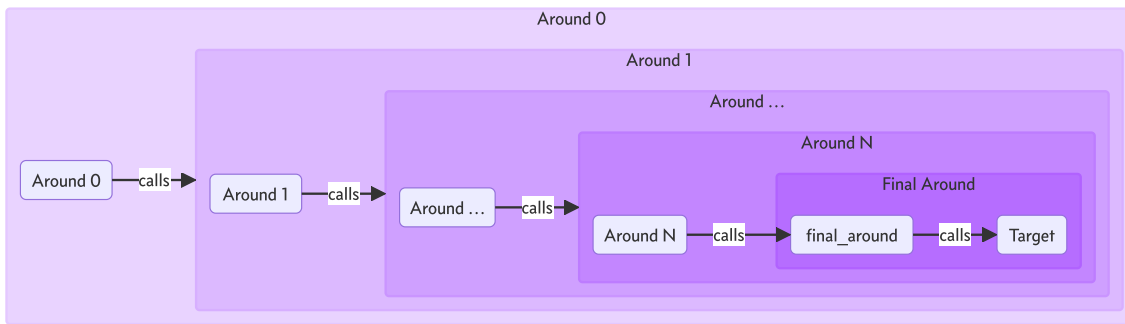 Around 0
Around 1
Around ...
Around N
Final Around
Around 0
calls
Around 1
calls
Around ...
calls
Around N
calls
final_around
calls
Target